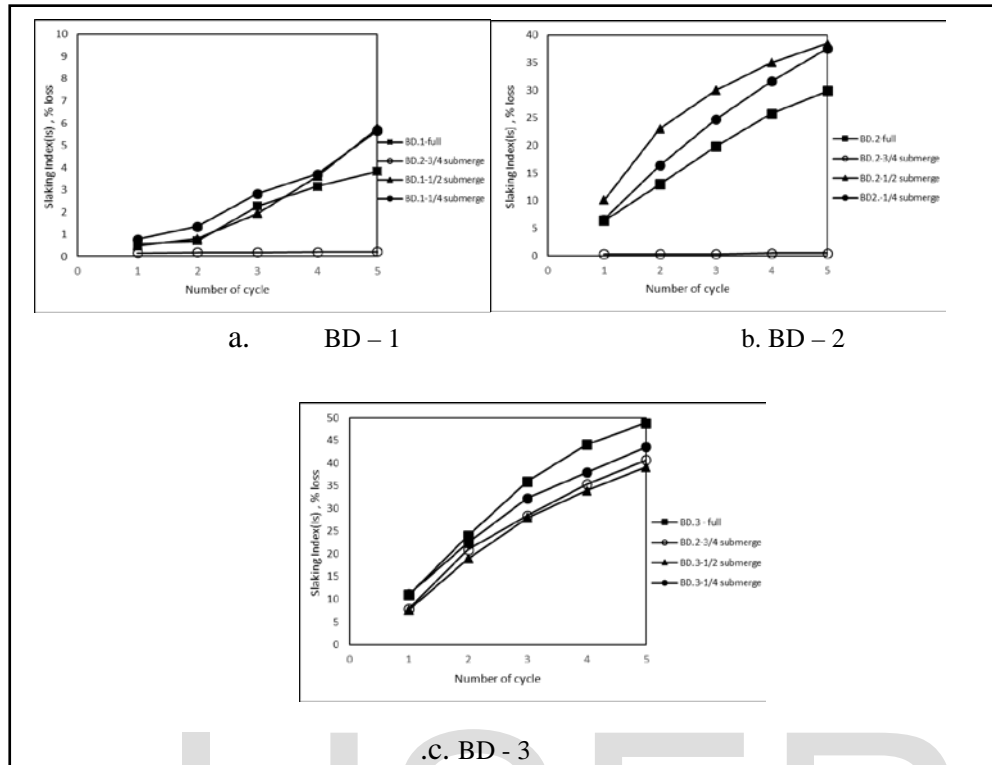 10
9
8
7
6
5
4
3
2
1
0
Slaking Index(Is) , % loss
0 1 2 3 4 5
Number of cycle
BD.1-full
BD.2-3/4 submerge
BD.1-1/2 submerge
BD.1-1/4 submerge
a. BD – 1
40
35
30
25
20
15
10
5
0
Slaking Index(Is) , % loss
0 1 2 3 4 5
Number of cycle
BD.2-full
BD.2-3/4 submerge
BD.2-1/2 submerge
BD2.-1/4 submerge
b. BD – 2
50
45
40
35
30
25
20
15
10
5
0
Slaking Index(Is) , % loss
0 1 2 3 4 5
Number of cycle
BD.3 - full
BD.2-3/4 submerge
BD.3-1/2 submerge
BD.3-1/4 submerge
.c. BD - 3